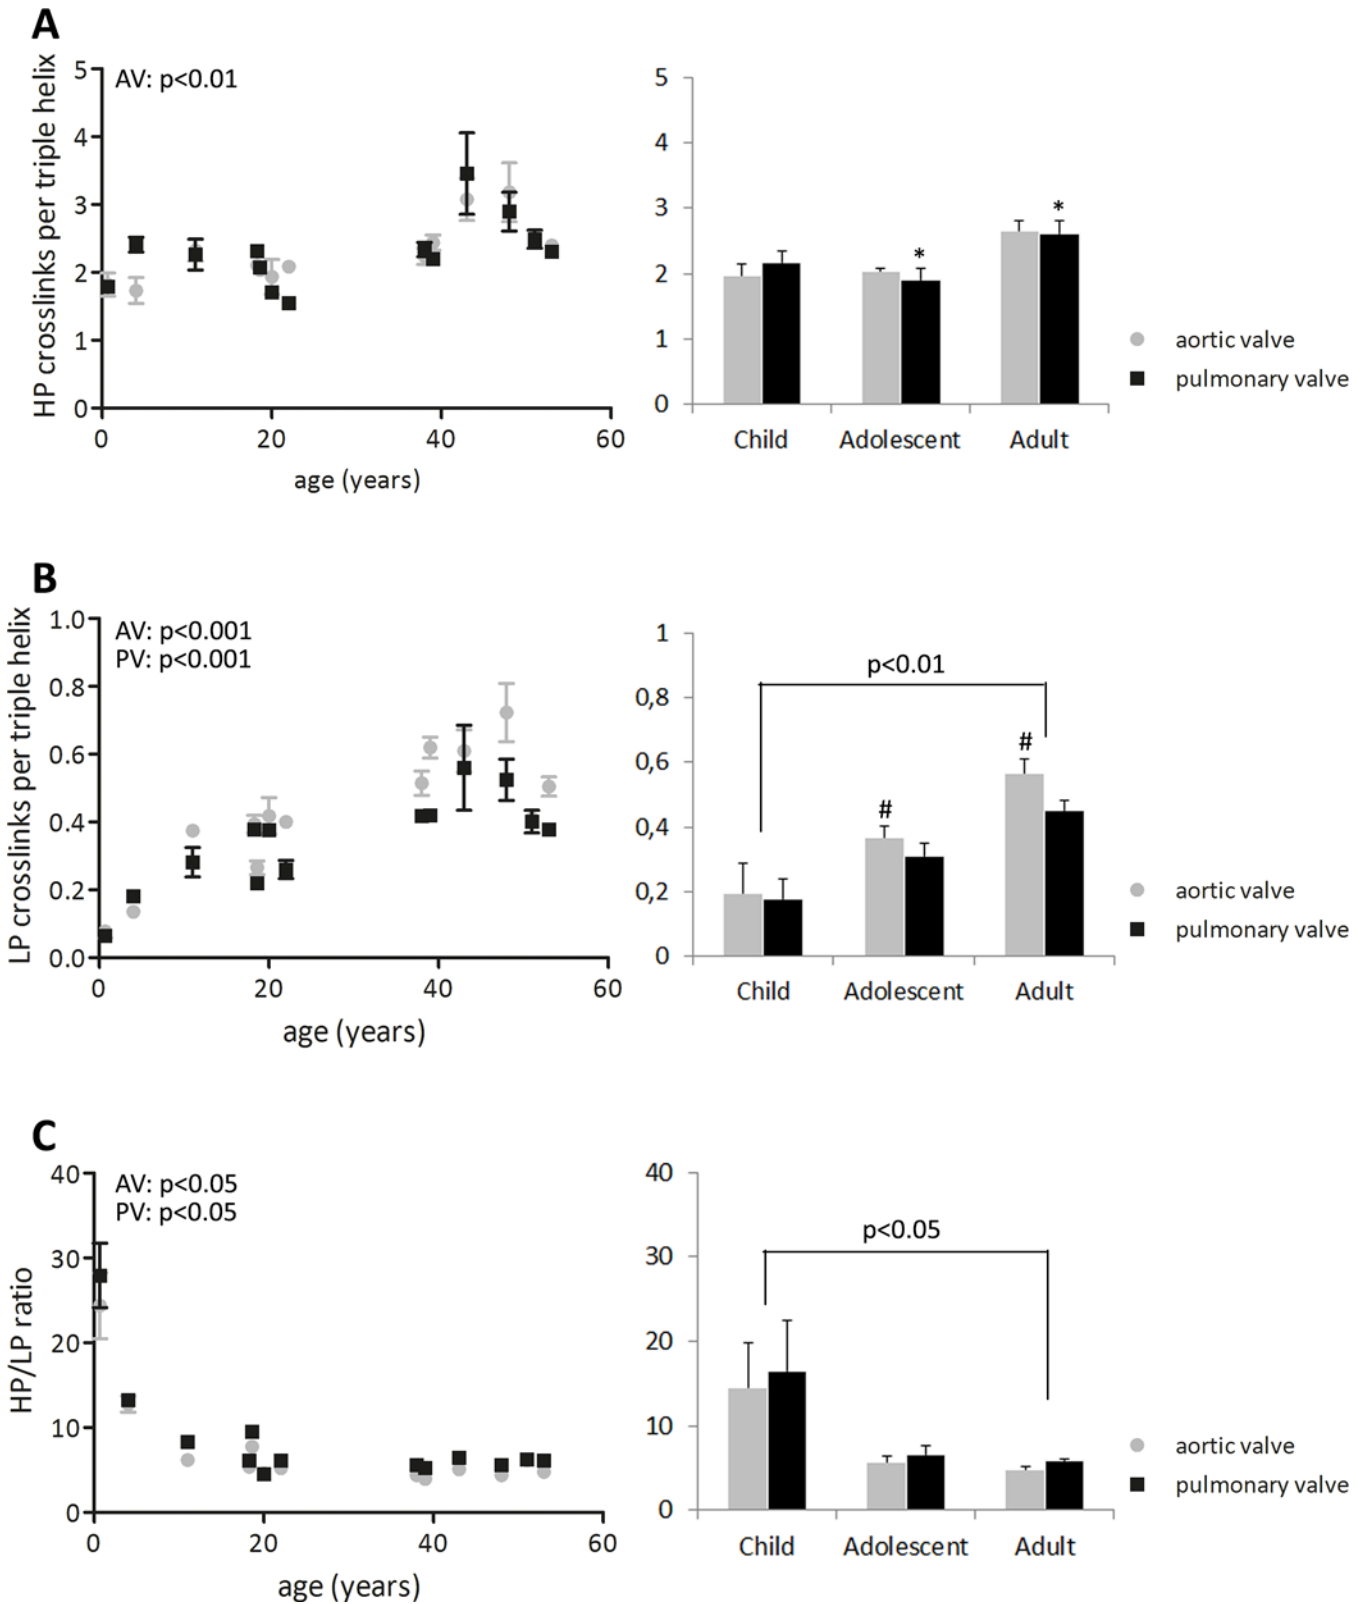 A
HP crosslinks per triple helix
5
4
3
2
1
0
AV: p<0.01
0 20 40 60
age (years)
5
4
3
2
1
0
*
*
Child Adolescent Adult
aortic valve
pulmonary valve
B
LP crosslinks per triple helix
1.0
0.8
0.6
0.4
0.2
0.0
AV: p<0.001
PV: p<0.001
0 20 40 60
age (years)
1
0,8
0,6
0,4
0,2
0
p<0.01
#
#
Child Adolescent Adult
aortic valve
pulmonary valve
C
HP/LP ratio
40
30
20
10
0
AV: p<0.05
PV: p<0.05
0 20 40 60
age (years)
40
30
20
10
0
p<0.05
Child Adolescent Adult
aortic valve
pulmonary valve